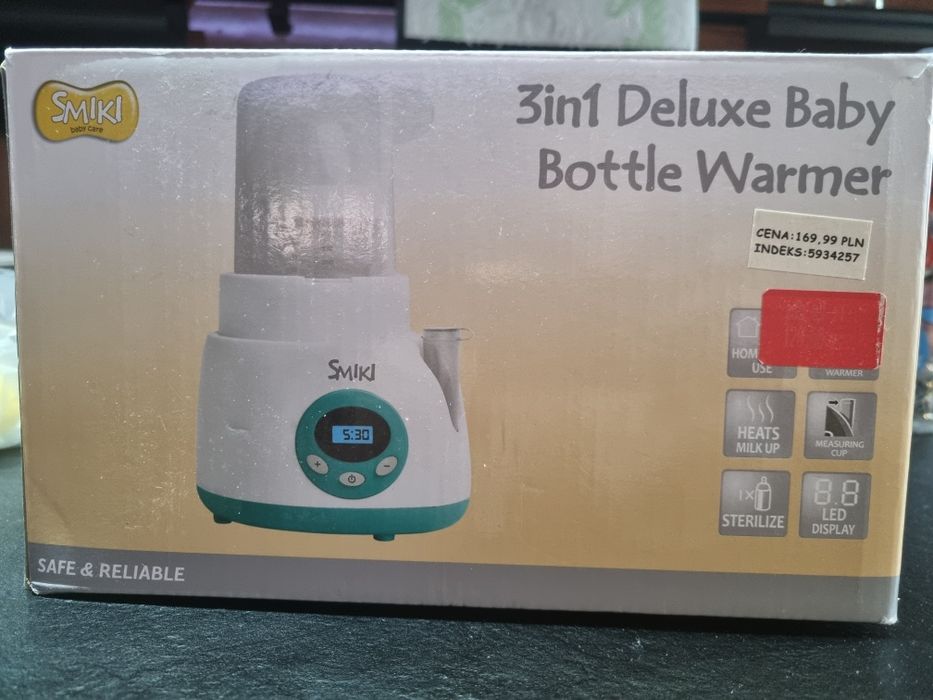 SMIKI
baby care
3in1 Deluxe Baby
Bottle Warmer
CENA:169,99 PLN
INDEKS:5934257
SMIKI
5:30
+
-
HOM
USE
WARMER
HEATS
MILK UP
MEASURING
CUP
1x
STERILIZE
8.8
LED
DISPLAY
SAFE & RELIABLE